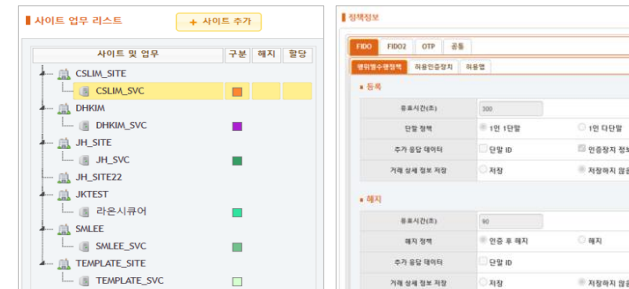 사이트 업무 리스트
+ 사이트 추가
사이트 및 업무 구분 해지 할당
CSLIM_SITE
CSLIM_SVC
DHKIM
DHKIM_SVC
JH_SITE
JH_SVC
JH_SITE22
JKTEST
라온시큐어
SMLEE
SMLEE_SVC
TEMPLATE_SITE
TEMPLATE_SVC
정책정보
FIDO FIDO2 OTP 공통
행위별수행정책 허용인증장치 허용앱
등록
유효시간(초) 300
단말 정책 1인 1단말 1인 다단말
추가 응답 데이터 단말 ID 인증장치 정보
거래 상세 정보 저장 저장 저장하지 않음
해지
유효시간(초) 90
해지 정책 인증 후 해지 해지
추가 응답 데이터 단말 ID
거래 상세 정보 저장 저장 저장하지 않음